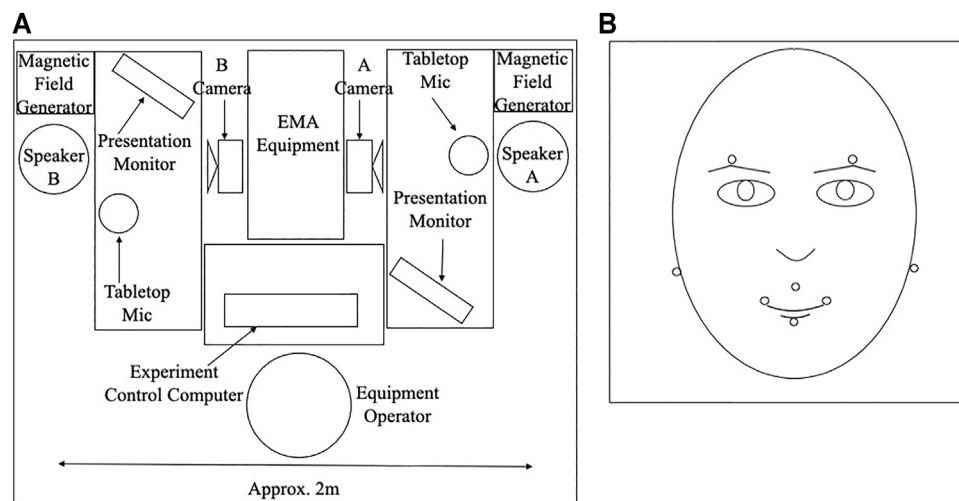 A
B
Magnetic
Field
Generator
B
Camera
A
Camera
Tabletop
Mic
Magnetic
Field
Generator
EMA
Equipment
Speaker
B
Presentation
Monitor
Speaker
A
Presentation
Monitor
Tabletop
Mic
Experiment
Control Computer
Equipment
Operator
Approx. 2m